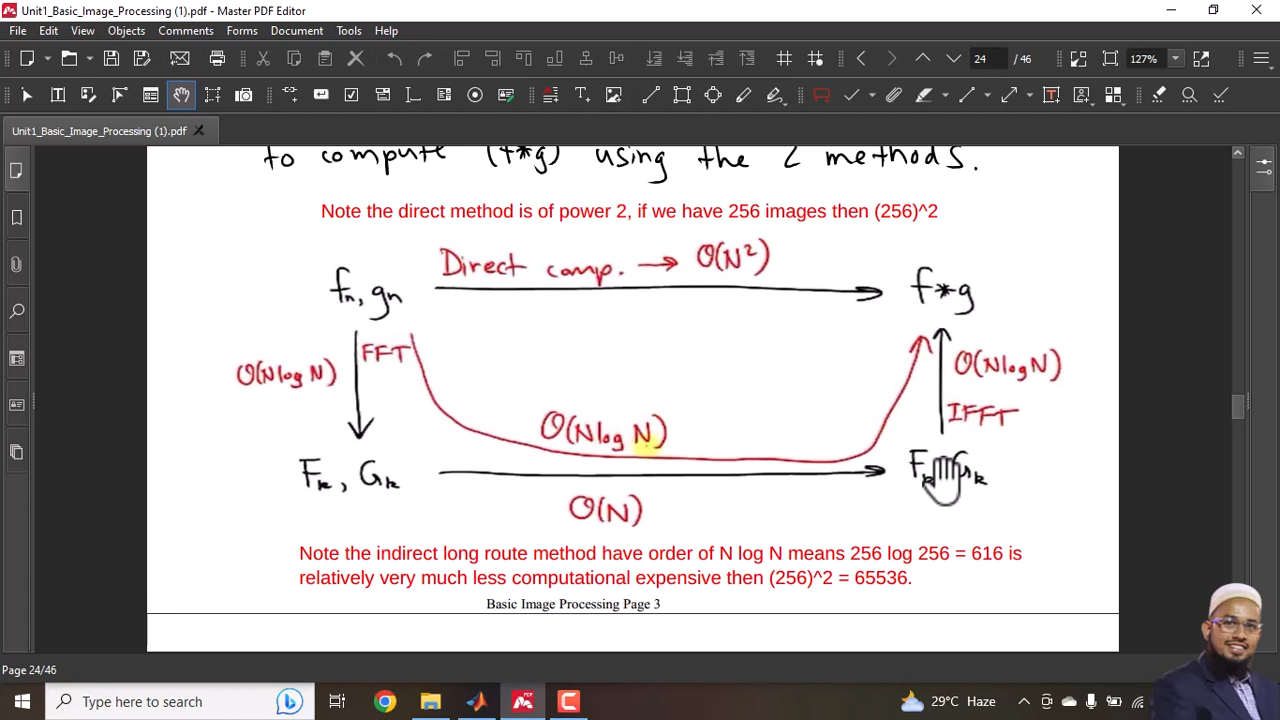 Unit1_Basic_Image_Processing (1).pdf - Master PDF Editor
File Edit View Objects Comments Forms Document Tools Help
24 / 46 127%
Unit1_Basic_Image_Processing (1).pdf
to compute (f*g) using the 2 methods.
Note the direct method is of power 2, if we have 256 images then (256)^2
Direct comp. → O(N²)
fn, gn f*g
FFT
O(N log N) O(N log N)
IFFT
O(N log N)
Fk, Gk Fk Gk
O(N)
Note the indirect long route method have order of N log N means 256 log 256 = 616 is
relatively very much less computational expensive then (256)^2 = 65536.
Basic Image Processing Page 3
Page 24/46
Type here to search
29°C Haze